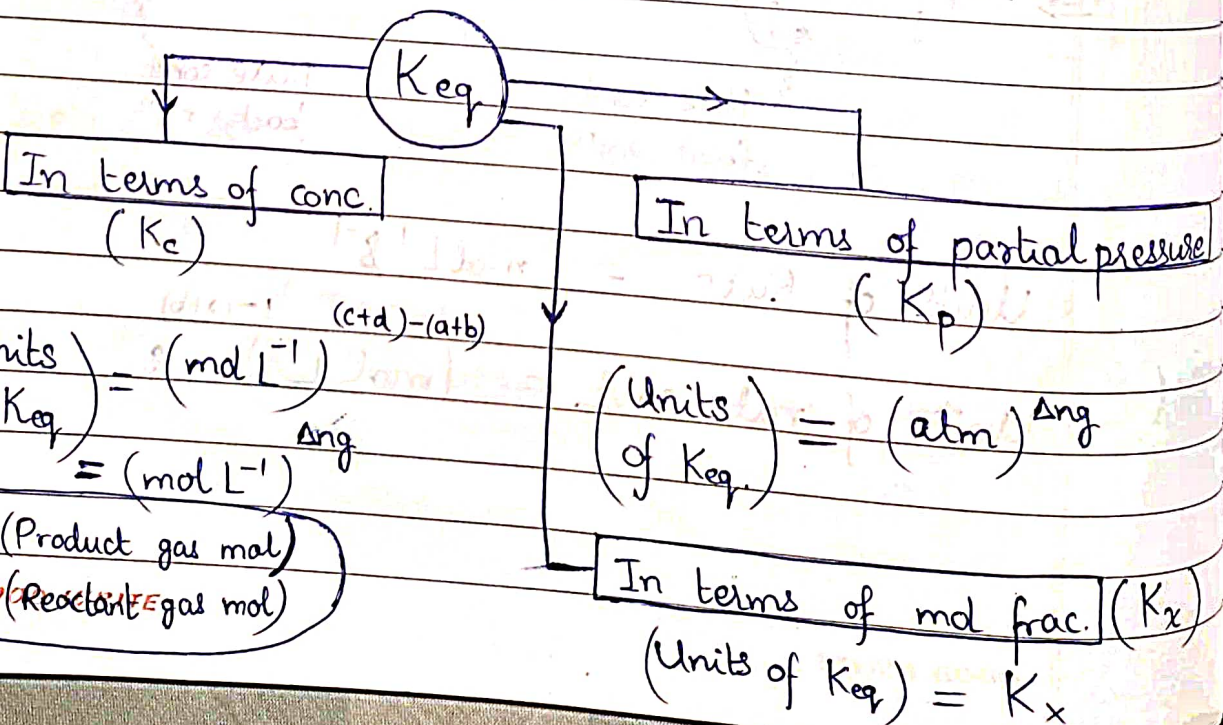 Keq
In terms of conc.
(Kc)
In terms of partial pressure
(Kp)
nits
Keq) = (mol L⁻¹)^(c+d)-(a+b)
= (mol L⁻¹)^Δng
(Units
of Keq.) = (atm)^Δng
(Product gas mol)
(Reactant gas mol)
In terms of mol frac. (Kx)
(Units of Keq) = Kx